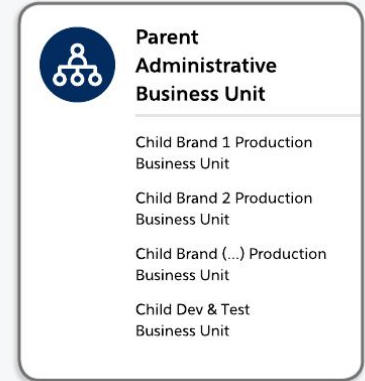 Parent
Administrative
Business Unit
Child Brand 1 Production
Business Unit
Child Brand 2 Production
Business Unit
Child Brand (...) Production
Business Unit
Child Dev & Test
Business Unit